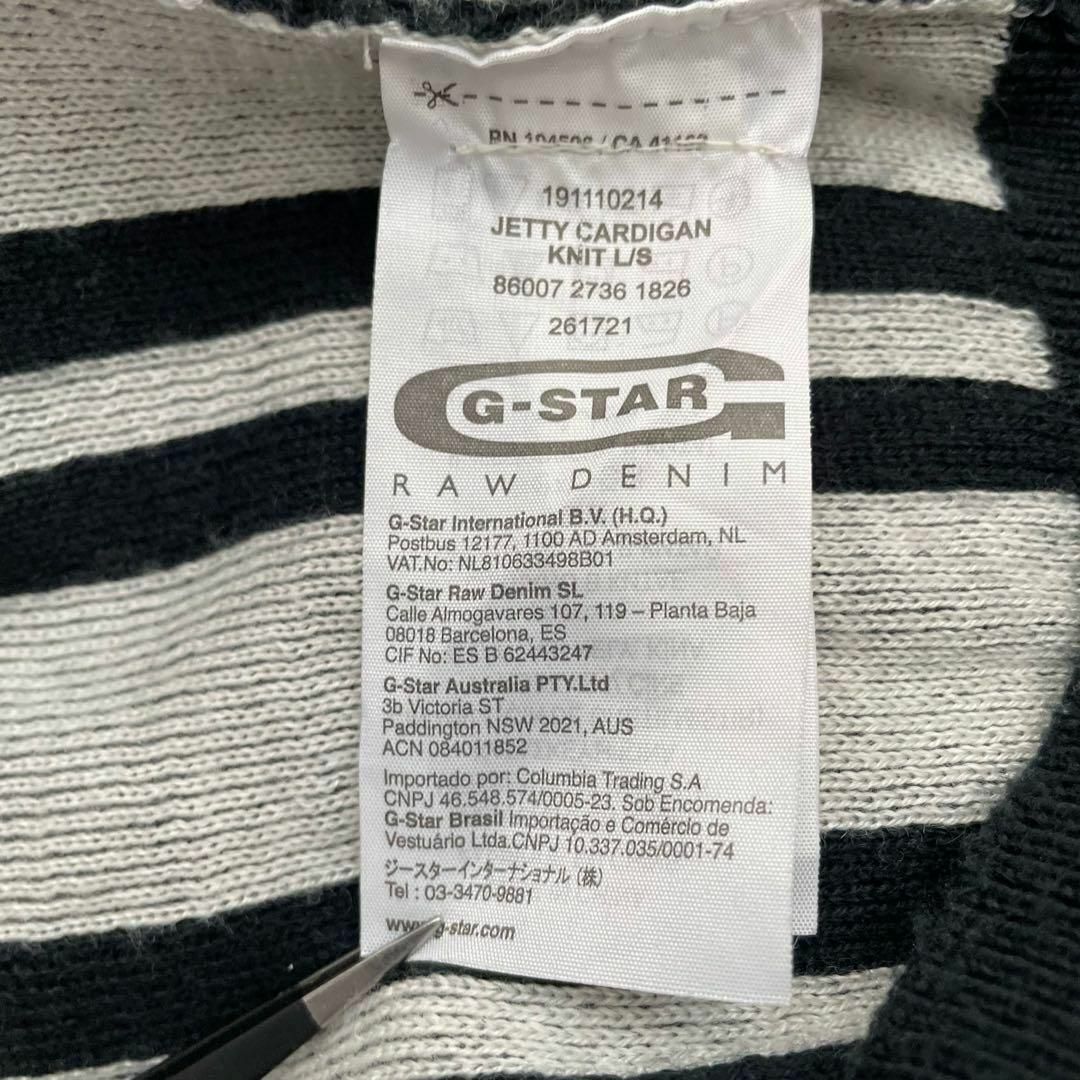 191110214
JETTY CARDIGAN
KNIT L/S
86007 2736 1826
261721
G-STAR
RAW DENIM
G-Star International B.V. (H.Q.)
Postbus 12177, 1100 AD Amsterdam, NL
VAT.No: NL810633498B01
G-Star Raw Denim SL
Calle Almogavares 107, 119 – Planta Baja
08018 Barcelona, ES
CIF No: ES B 62443247
G-Star Australia PTY.Ltd
3b Victoria ST
Paddington NSW 2021, AUS
ACN 084011852
Importado por: Columbia Trading S.A
CNPJ 46.548.574/0005-23. Sob Encomenda:
G-Star Brasil Importação e Comércio de
Vestuário Ltda.CNPJ 10.337.035/0001-74
ジースターインターナショナル (株)
Tel : 03-3470-9881
www.g-star.com